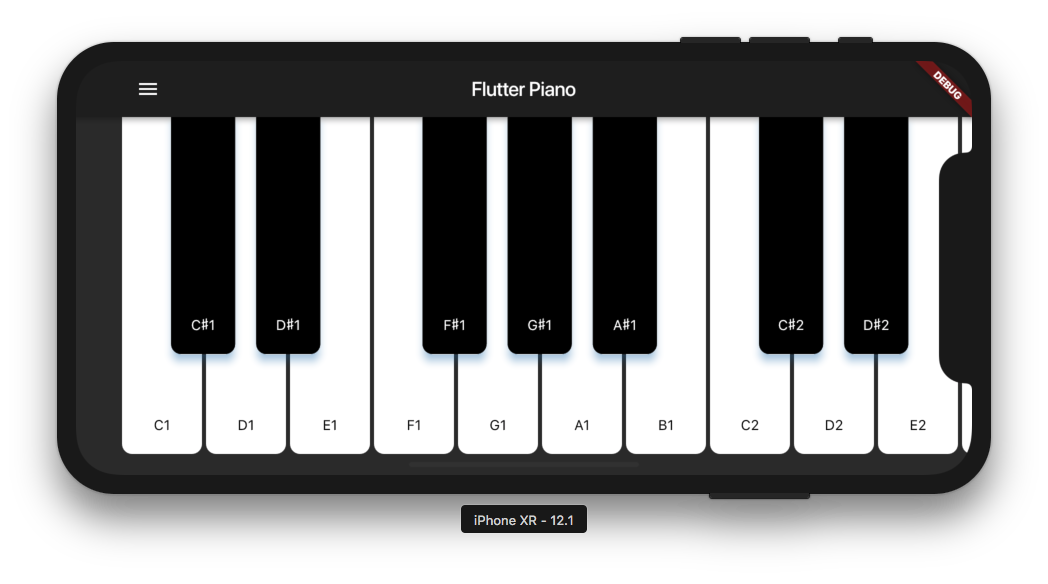 Flutter Piano
DEBUG
C♯1 D♯1 F♯1 G♯1 A♯1 C♯2 D♯2
C1 D1 E1 F1 G1 A1 B1 C2 D2 E2
iPhone XR - 12.1